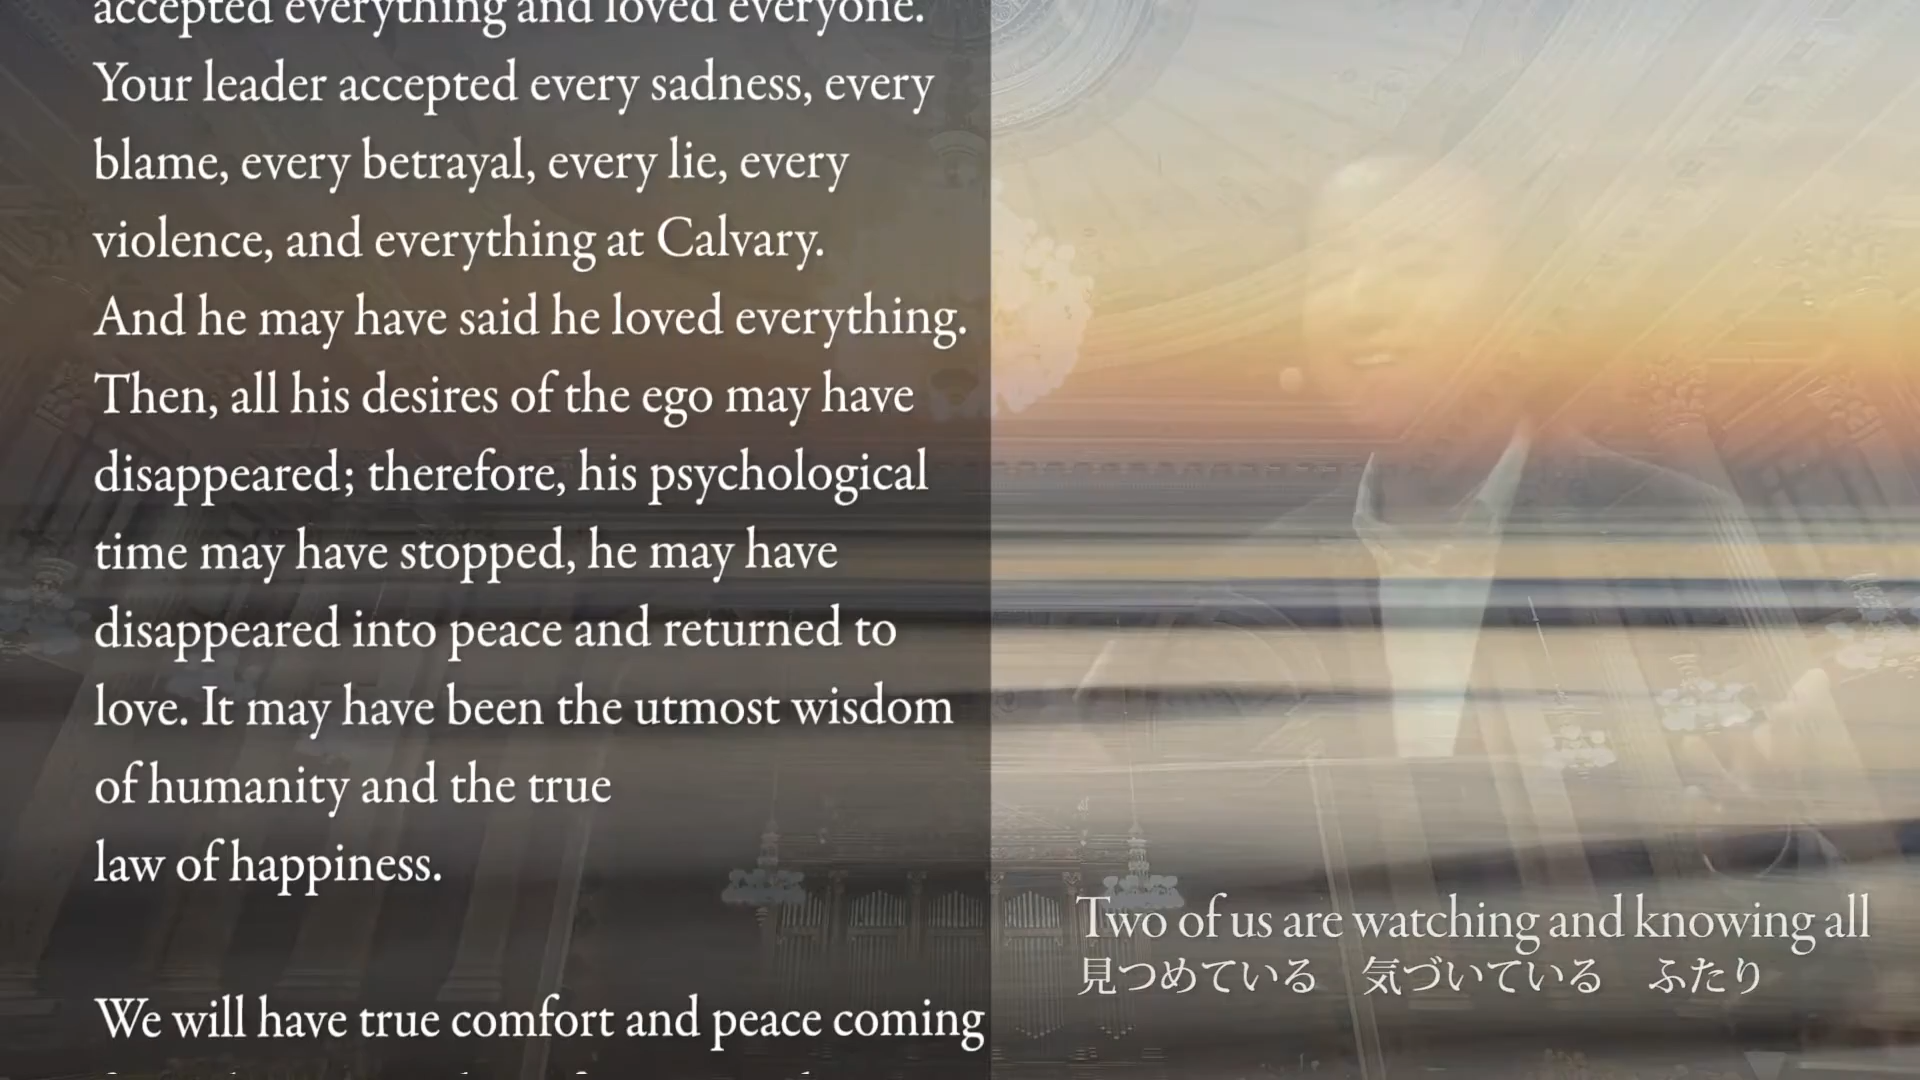 accepted everything and loved everyone.
Your leader accepted every sadness, every
blame, every betrayal, every lie, every
violence, and everything at Calvary.
And he may have said he loved everything.
Then, all his desires of the ego may have
disappeared; therefore, his psychological
time may have stopped, he may have
disappeared into peace and returned to
love. It may have been the utmost wisdom
of humanity and the true
law of happiness.
We will have true comfort and peace coming
Two of us are watching and knowing all
見つめている　気づいている　ふたり